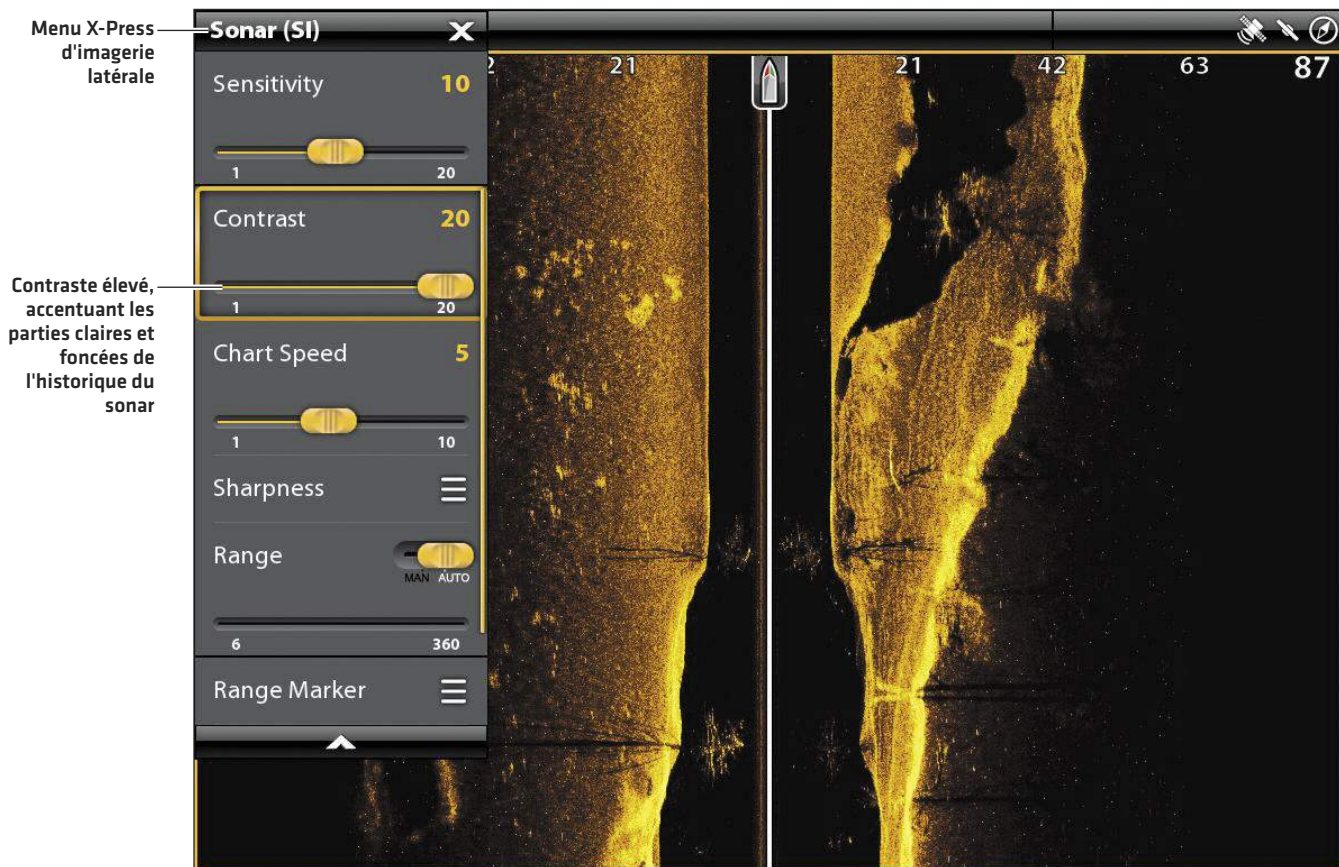 Menu X-Press
d'imagerie
latérale
Contraste élevé,
accentuant les
parties claires et
foncées de
l'historique du
sonar
Sonar (SI)
Sensitivity 10
1 20
Contrast 20
1 20
Chart Speed 5
1 10
Sharpness
Range
MAN AUTO
6 360
Range Marker
2 21 21 42 63 87